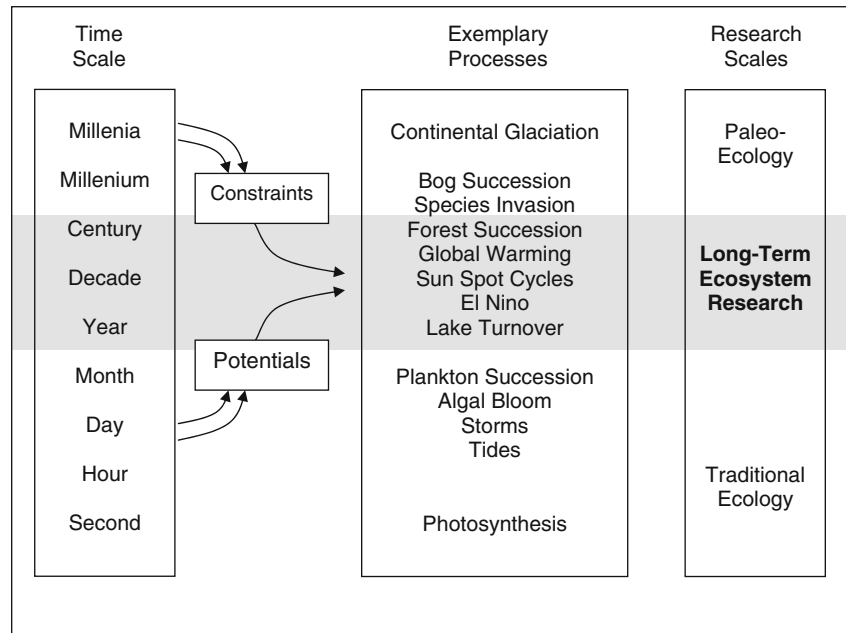 Time
Scale
Millenia
Millenium
Century
Decade
Year
Month
Day
Hour
Second
Constraints
Potentials
Exemplary
Processes
Continental Glaciation
Bog Succession
Species Invasion
Forest Succession
Global Warming
Sun Spot Cycles
El Nino
Lake Turnover
Plankton Succession
Algal Bloom
Storms
Tides
Photosynthesis
Research
Scales
Paleo-
Ecology
Long-Term
Ecosystem
Research
Traditional
Ecology